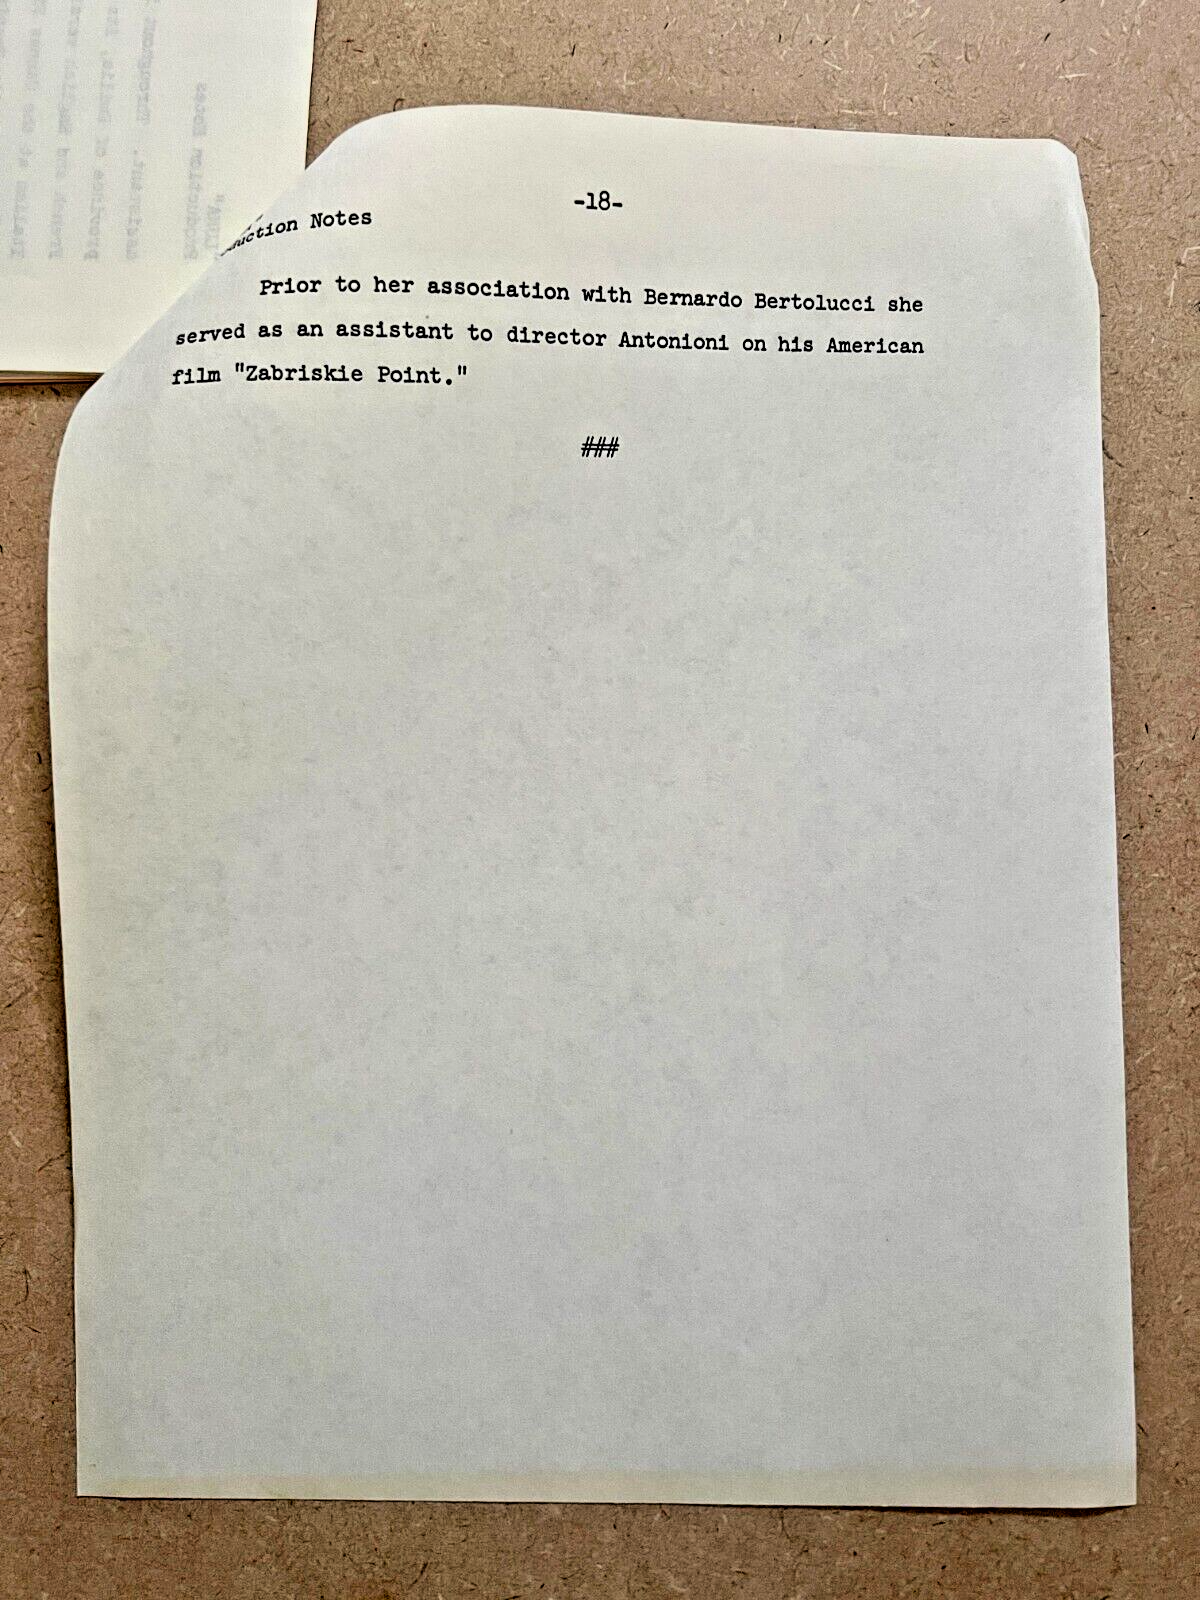 -18-
Notes
Prior to her association with Bernardo Bertolucci she
served as an assistant to director Antonioni on his American
film "Zabriskie Point."
###